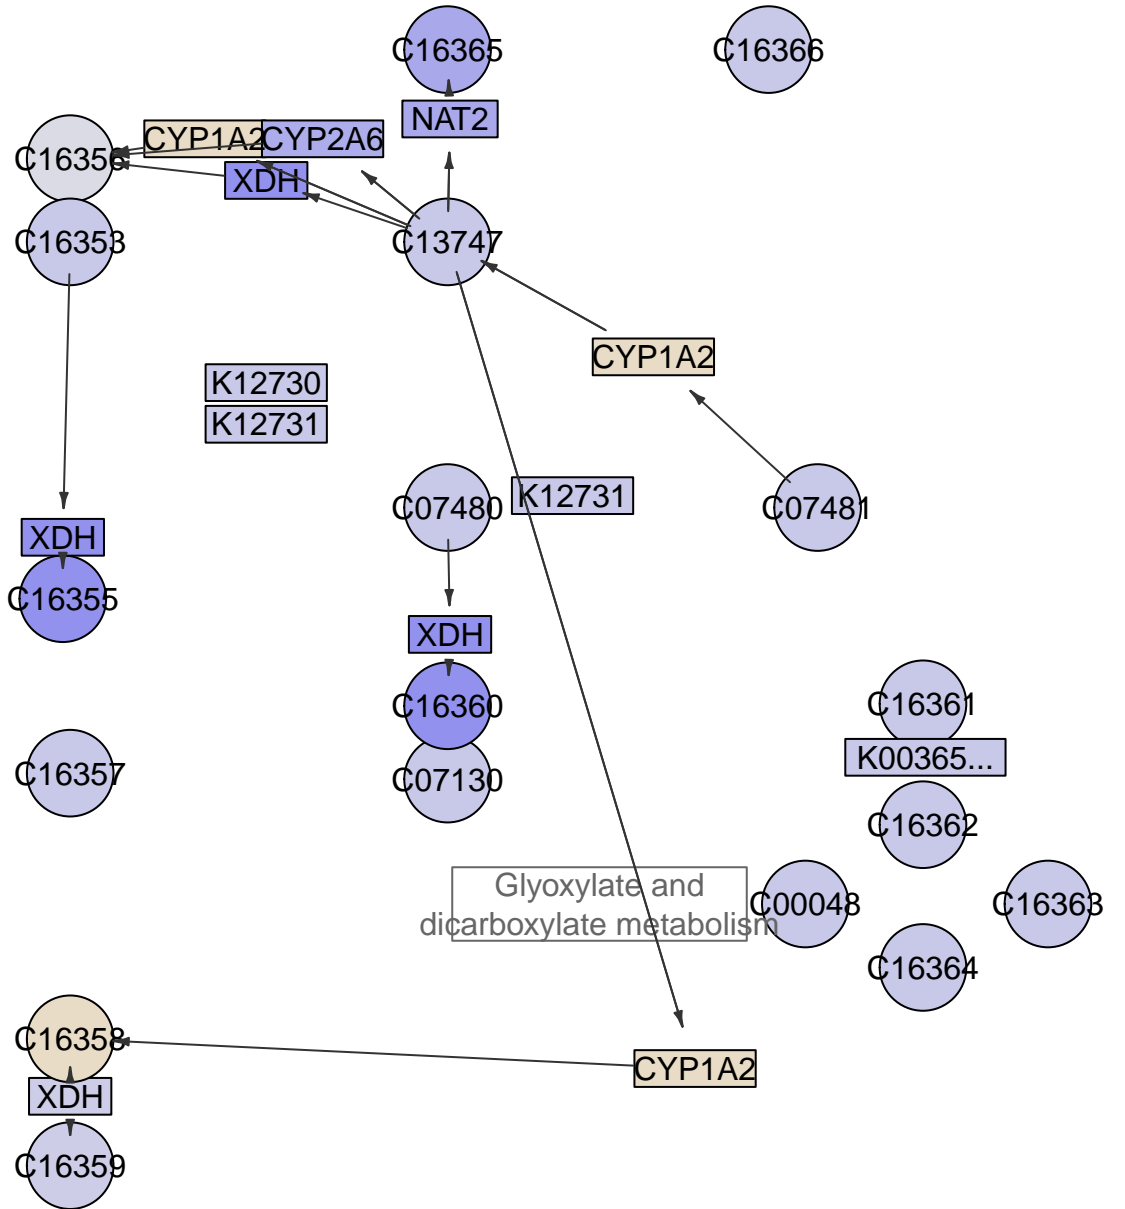 C16365
C16366
NAT2
CYP1A2
CYP2A6
C16356
XDH
C16353
C13747
CYP1A2
K12730
K12731
C07480
K12731
C07481
XDH
C16355
XDH
C16360
C16361
K00365...
C16357
C07130
C16362
Glyoxylate and
dicarboxylate metabolism
C00048
C16363
C16364
C16358
CYP1A2
XDH
C16359